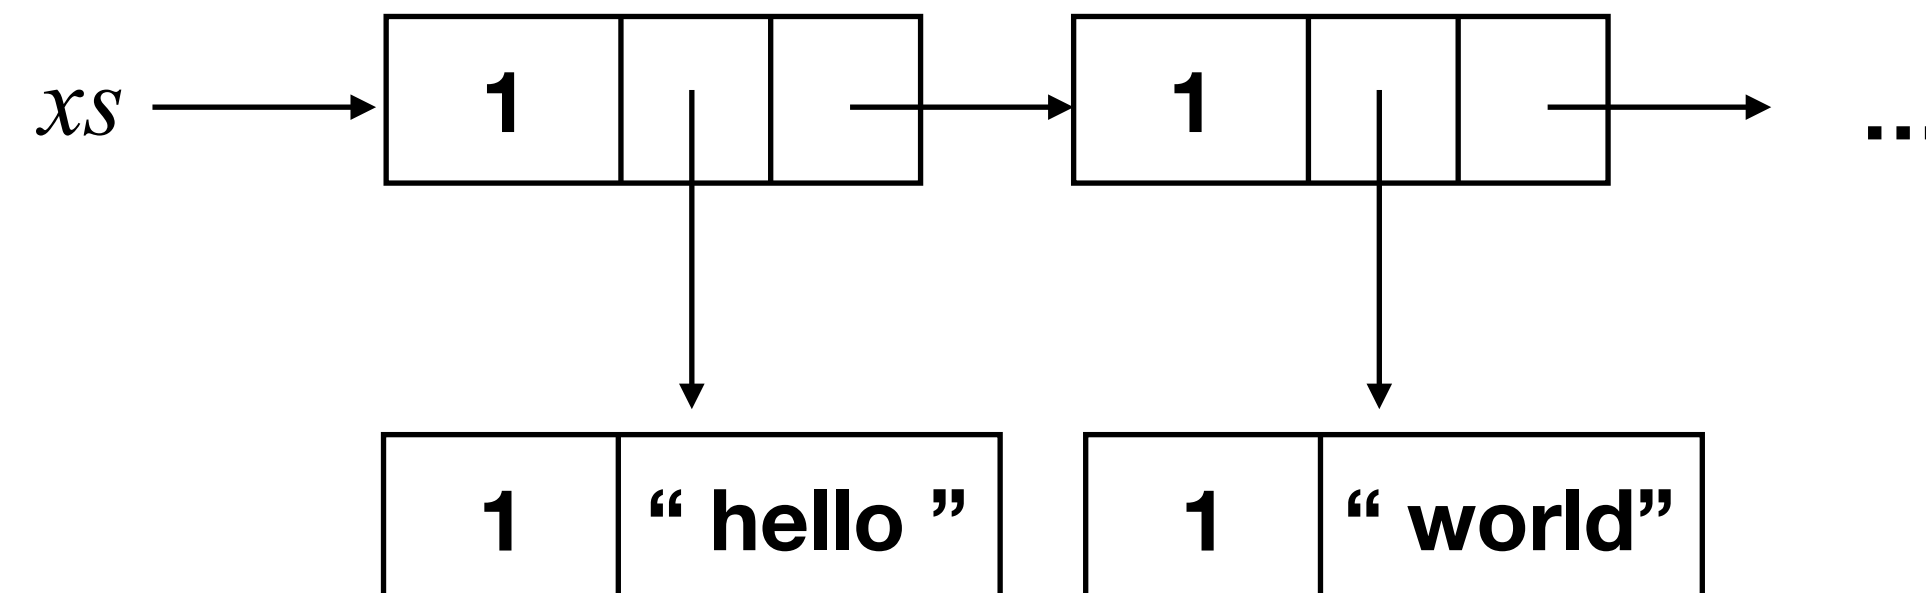 xs 1 1 ...
1 “ hello ” 1 “ world”